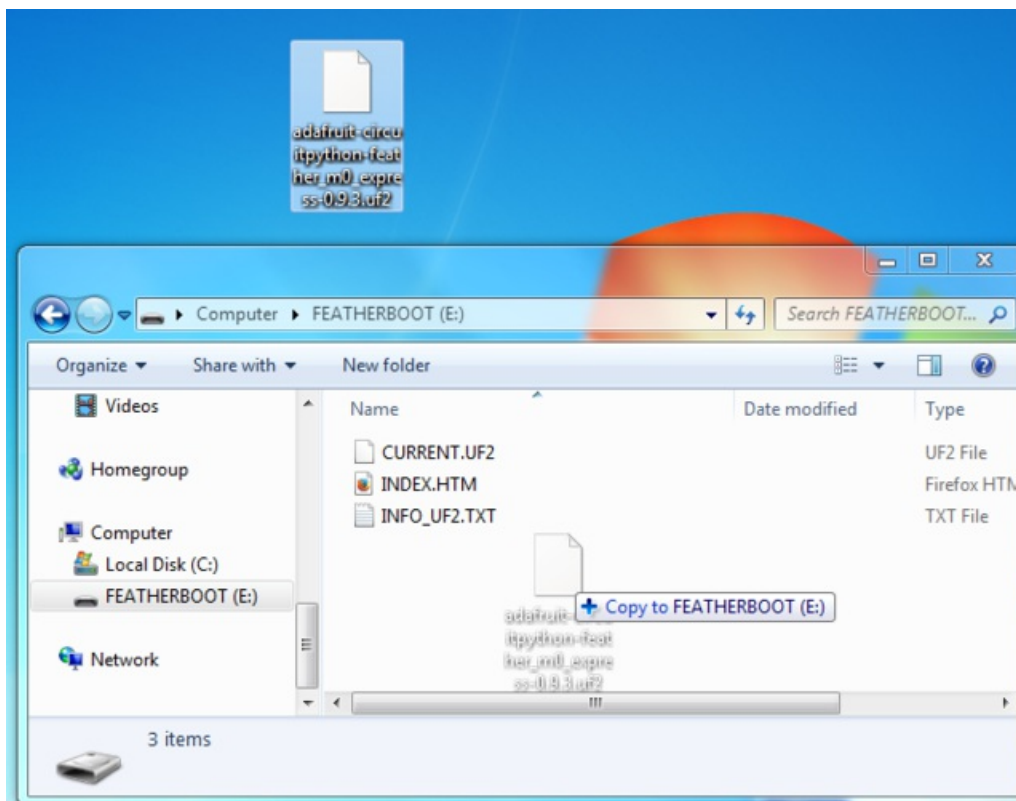 adafruit-circu
itpython-feat
her_m0_expre
ss-0.9.3.uf2
Computer
FEATHERBOOT (E:)
Search FEATHERBOOT...
Organize
Share with
New folder
Videos
Name
Date modified
Type
CURRENT.UF2
UF2 File
Homegroup
INDEX.HTM
Firefox HTM
INFO_UF2.TXT
TXT File
Computer
Local Disk (C:)
FEATHERBOOT (E:)
Copy to FEATHERBOOT (E:)
adafruit-circu
itpython-feat
her_m0_expre
ss-0.9.3.uf2
Network
3 items